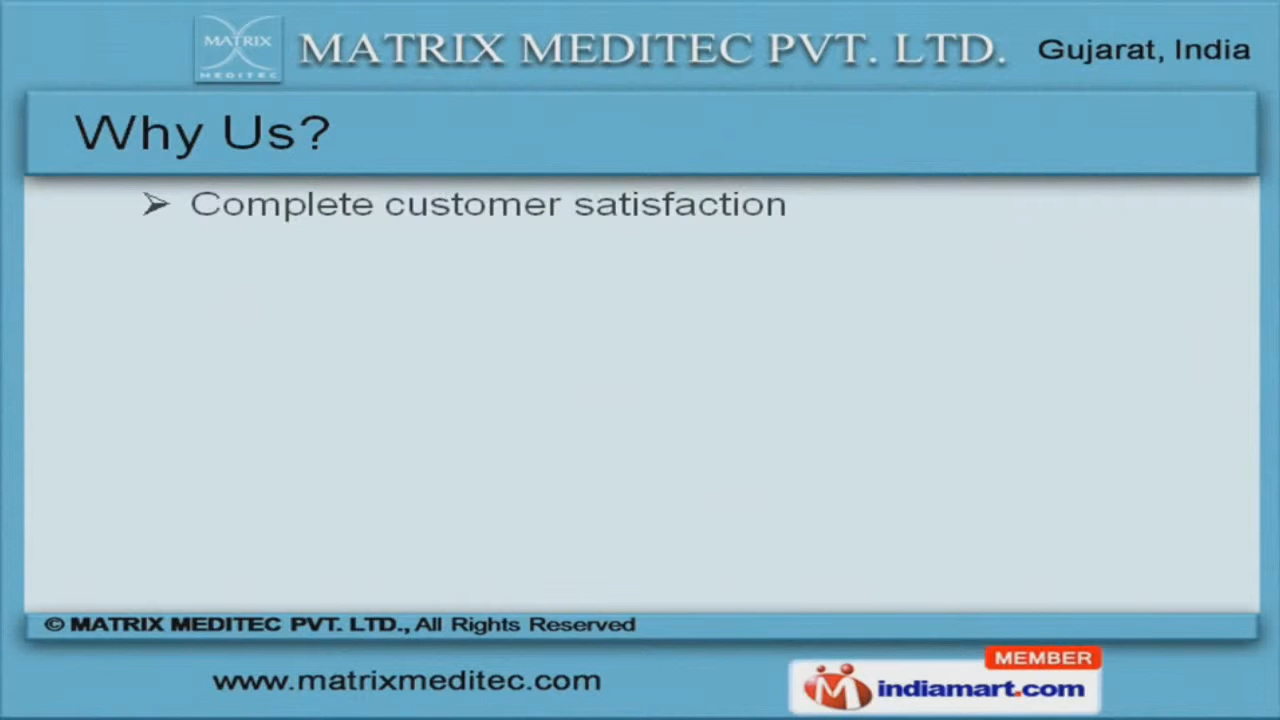 MATRIX
MEDITEC
MATRIX MEDITEC PVT. LTD.
Gujarat, India
Why Us?
➢ Complete customer satisfaction
© MATRIX MEDITEC PVT. LTD., All Rights Reserved
www.matrixmeditec.com
MEMBER
indiamart.com